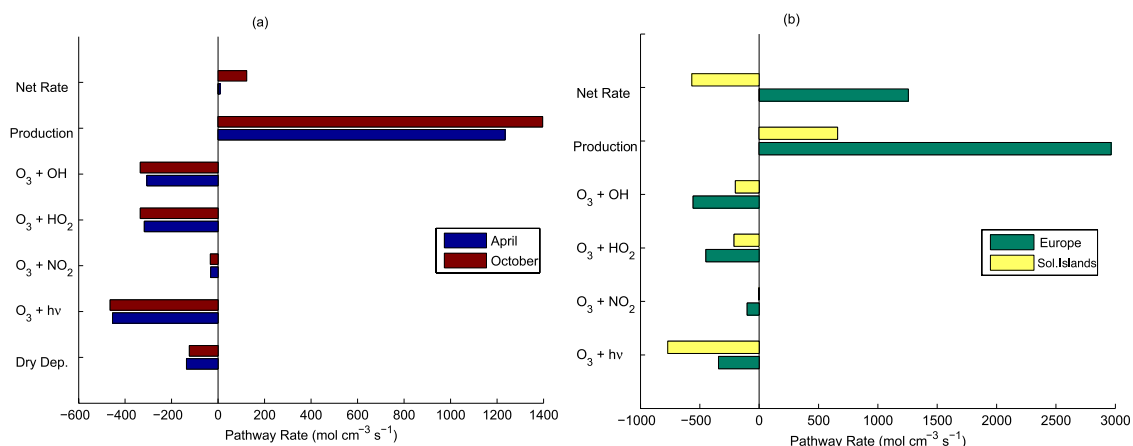 (a)
Net Rate
Production
O₃ + OH
O₃ + HO₂
O₃ + NO₂
O₃ + hν
Dry Dep.
April
October
−600 −400 −200 0 200 400 600 800 1000 1200 1400
Pathway Rate (mol cm⁻³ s⁻¹)
(b)
Net Rate
Production
O₃ + OH
O₃ + HO₂
O₃ + NO₂
O₃ + hν
Europe
Sol.Islands
−1000 −500 0 500 1000 1500 2000 2500 3000
Pathway Rate (mol cm⁻³ s⁻¹)